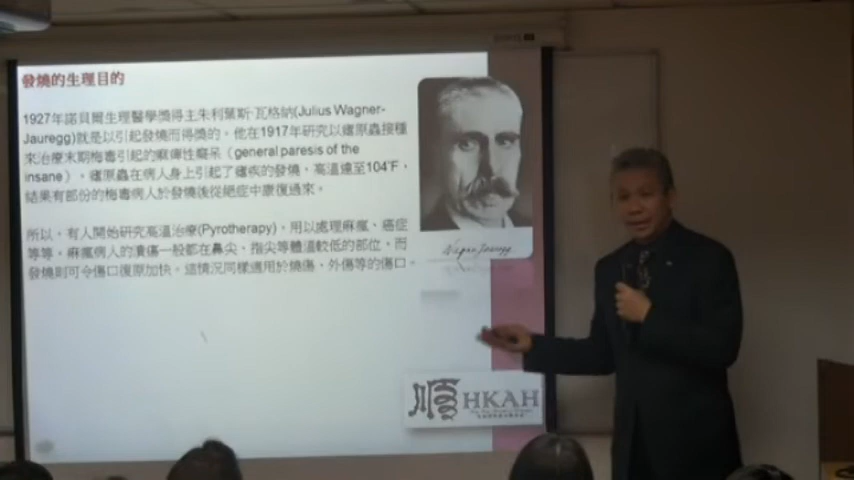 發燒的生理目的
1927年諾貝爾生理醫學獎得主朱利葉斯·瓦格納(Julius Wagner-
Jauregg)就是以引起發燒而得獎的。他在1917年研究以瘧原蟲接種
來治療末期梅毒引起的麻痺性癡呆（general paresis of the
insane）。瘧原蟲在病人身上引起了瘧疾的發燒，高溫達至104°F，
結果有部份的梅毒病人於發燒後從絕症中康復過來。
所以，有人開始研究高溫治療(Pyrotherapy)，用以處理麻瘋、癌症
等等。麻瘋病人的潰瘍一般都在鼻尖、指尖等體溫較低的部位，而
發燒則可令傷口復原加快。這情況同樣適用於燒傷、外傷等的傷口。
Wagner Jauregg
HKAH